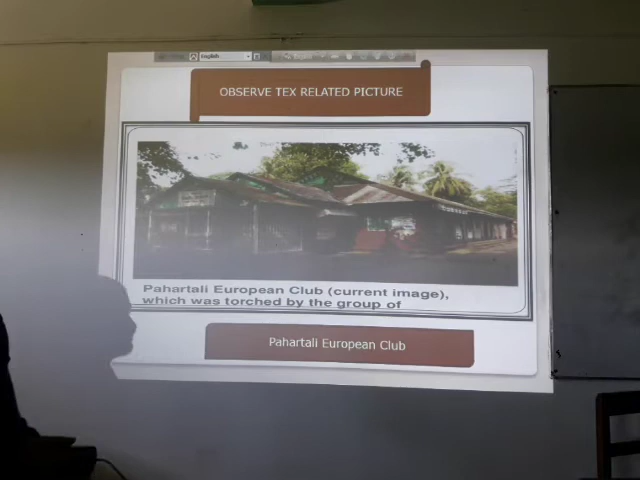 English
OBSERVE TEX RELATED PICTURE
Pahartali European Club (current image),
which was torched by the group of
Pahartali European Club